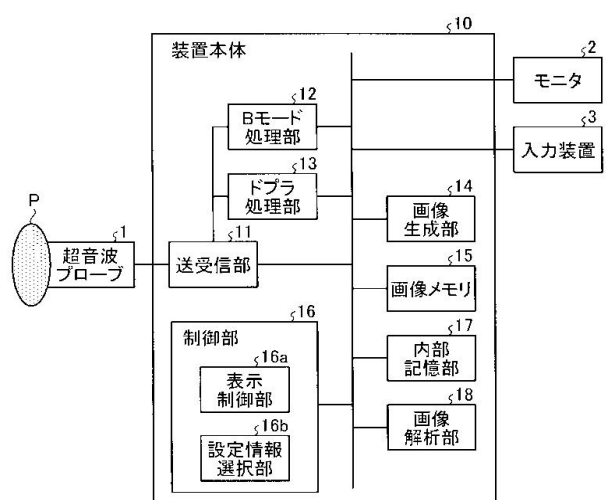 10
装置本体
2
モニタ
12
Bモード
処理部
3
入力装置
13
ドプラ
処理部
14
画像
生成部
P
1
超音波
プローブ
11
送受信部
15
画像メモリ
16
制御部
16a
表示
制御部
16b
設定情報
選択部
17
内部
記憶部
18
画像
解析部